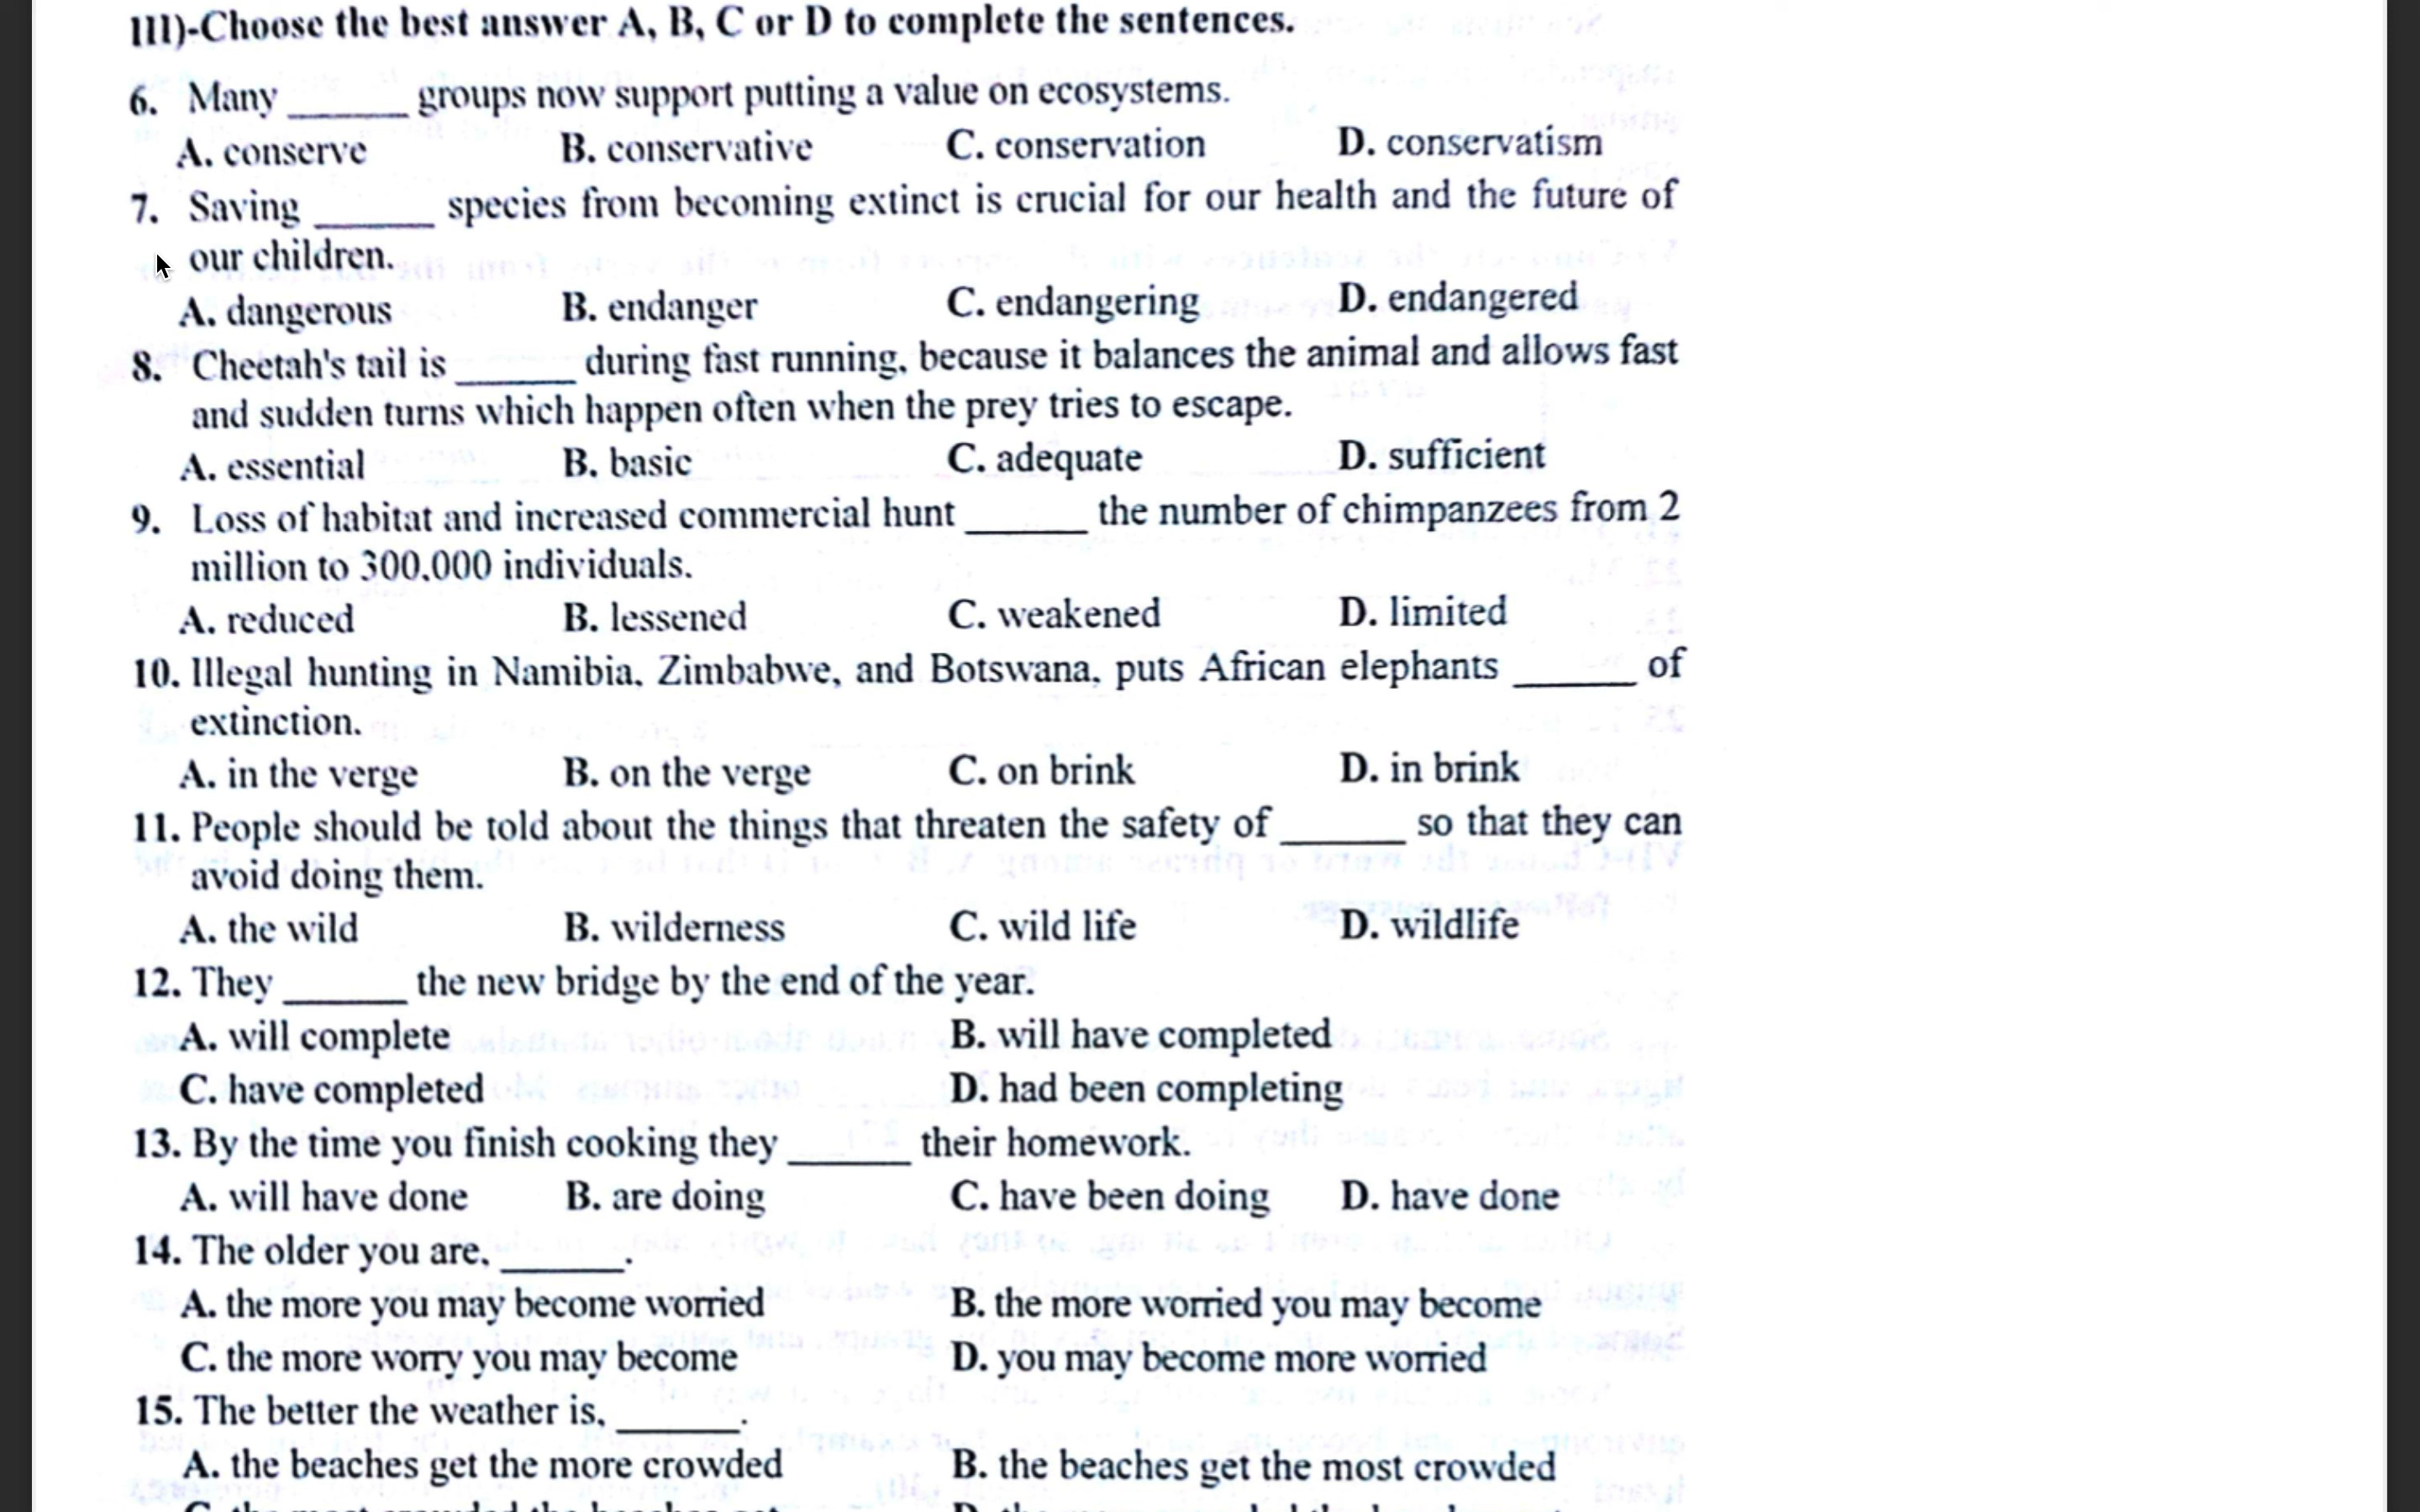 III)-Choose the best answer A, B, C or D to complete the sentences.
6. Many ______ groups now support putting a value on ecosystems.
A. conserve B. conservative C. conservation D. conservatism
7. Saving ______ species from becoming extinct is crucial for our health and the future of
our children.
A. dangerous B. endanger C. endangering D. endangered
8. Cheetah's tail is ______ during fast running, because it balances the animal and allows fast
and sudden turns which happen often when the prey tries to escape.
A. essential B. basic C. adequate D. sufficient
9. Loss of habitat and increased commercial hunt ______ the number of chimpanzees from 2
million to 300,000 individuals.
A. reduced B. lessened C. weakened D. limited
10. Illegal hunting in Namibia, Zimbabwe, and Botswana, puts African elephants ______ of
extinction.
A. in the verge B. on the verge C. on brink D. in brink
11. People should be told about the things that threaten the safety of ______ so that they can
avoid doing them.
A. the wild B. wilderness C. wild life D. wildlife
12. They ______ the new bridge by the end of the year.
A. will complete B. will have completed
C. have completed D. had been completing
13. By the time you finish cooking they ______ their homework.
A. will have done B. are doing C. have been doing D. have done
14. The older you are, ______.
A. the more you may become worried B. the more worried you may become
C. the more worry you may become D. you may become more worried
15. The better the weather is, ______.
A. the beaches get the more crowded B. the beaches get the most crowded